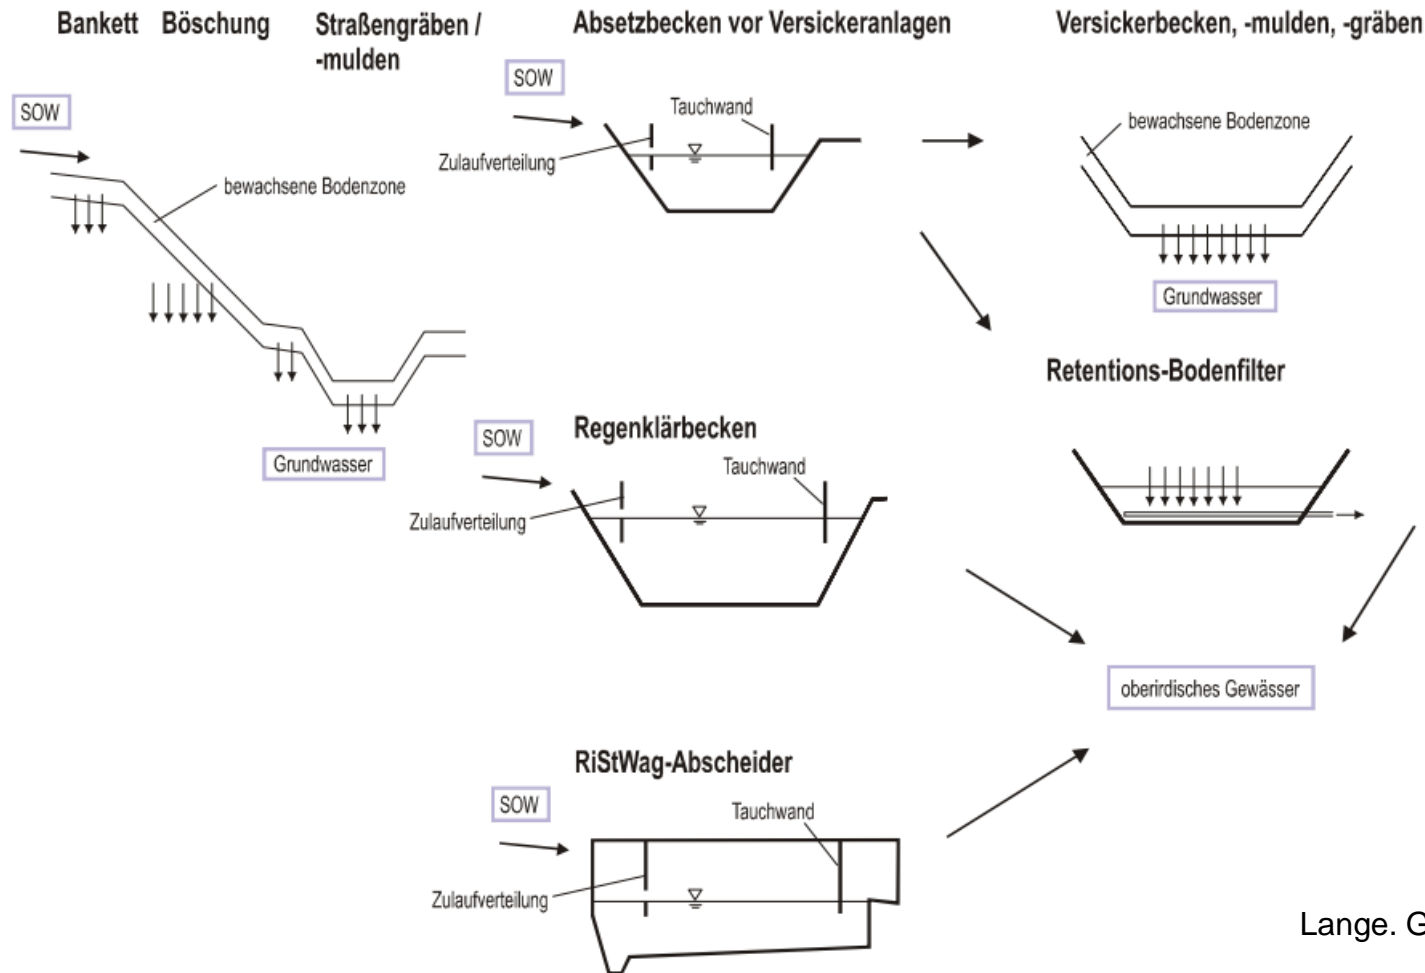 Bankett Böschung Straßengräben /
-mulden
SOW
bewachsene Bodenzone
Grundwasser
Absetzbecken vor Versickeranlagen
SOW
Tauchwand
Zulaufverteilung
Versickerbecken, -mulden, -gräben
bewachsene Bodenzone
Grundwasser
Retentions-Bodenfilter
Regenklärbecken
SOW
Tauchwand
Zulaufverteilung
oberirdisches Gewässer
RiStWag-Abscheider
SOW
Tauchwand
Zulaufverteilung
Lange. G